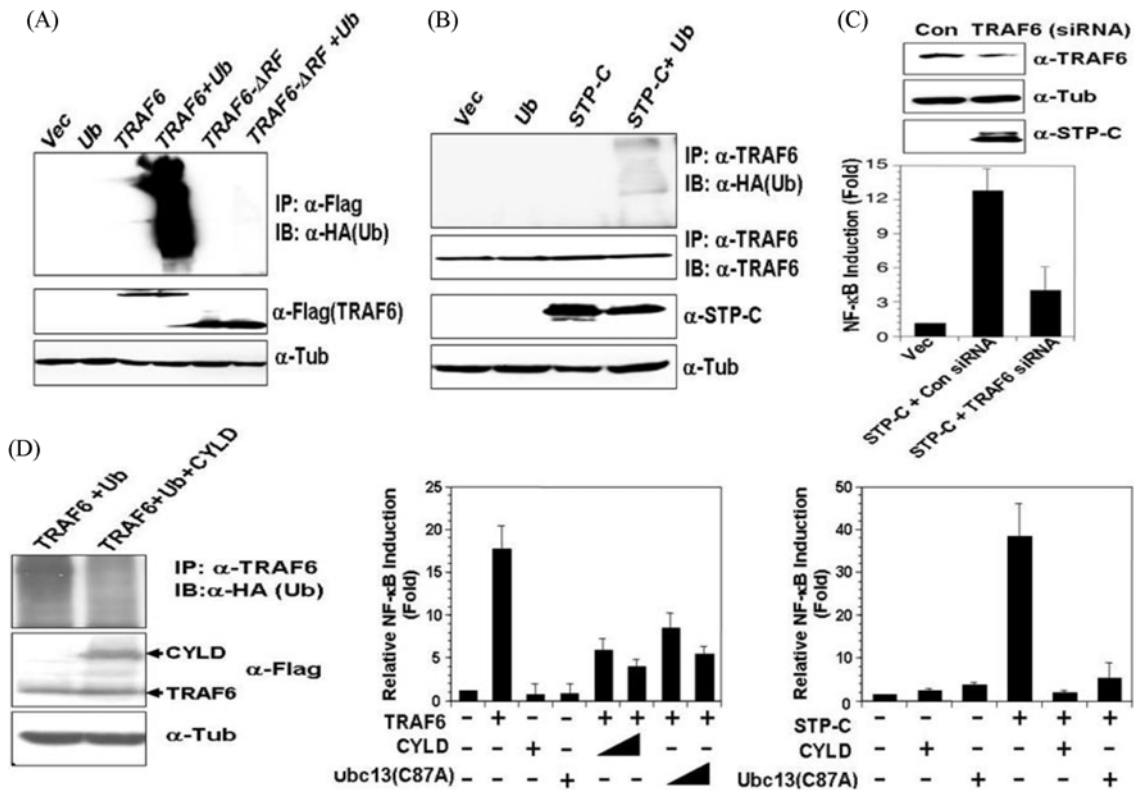 (A)
Vec
Ub
TRAF6
TRAF6+Ub
TRAF6-ΔRF
TRAF6-ΔRF +Ub
IP: α-Flag
IB: α-HA(Ub)
α-Flag(TRAF6)
α-Tub
(B)
Vec
Ub
STP-C
STP-C+ Ub
IP: α-TRAF6
IB: α-HA(Ub)
IP: α-TRAF6
IB: α-TRAF6
α-STP-C
α-Tub
(C)
Con TRAF6 (siRNA)
α-TRAF6
α-Tub
α-STP-C
NF-κB Induction (Fold)
15
12
9
6
3
0
Vec
STP-C + Con siRNA
STP-C + TRAF6 siRNA
(D)
TRAF6 +Ub
TRAF6+Ub+CYLD
IP: α-TRAF6
IB:α-HA (Ub)
CYLD
α-Flag
TRAF6
α-Tub
Relative NF-κB Induction
(Fold)
25
20
15
10
5
0
TRAF6 − + − − + + + +
CYLD − − + − − −
Ubc13(C87A) − − − + − −
Relative NF-κB Induction
(Fold)
50
40
30
20
10
0
STP-C − − − + + +
CYLD − + − − + −
Ubc13(C87A) − − + − − +